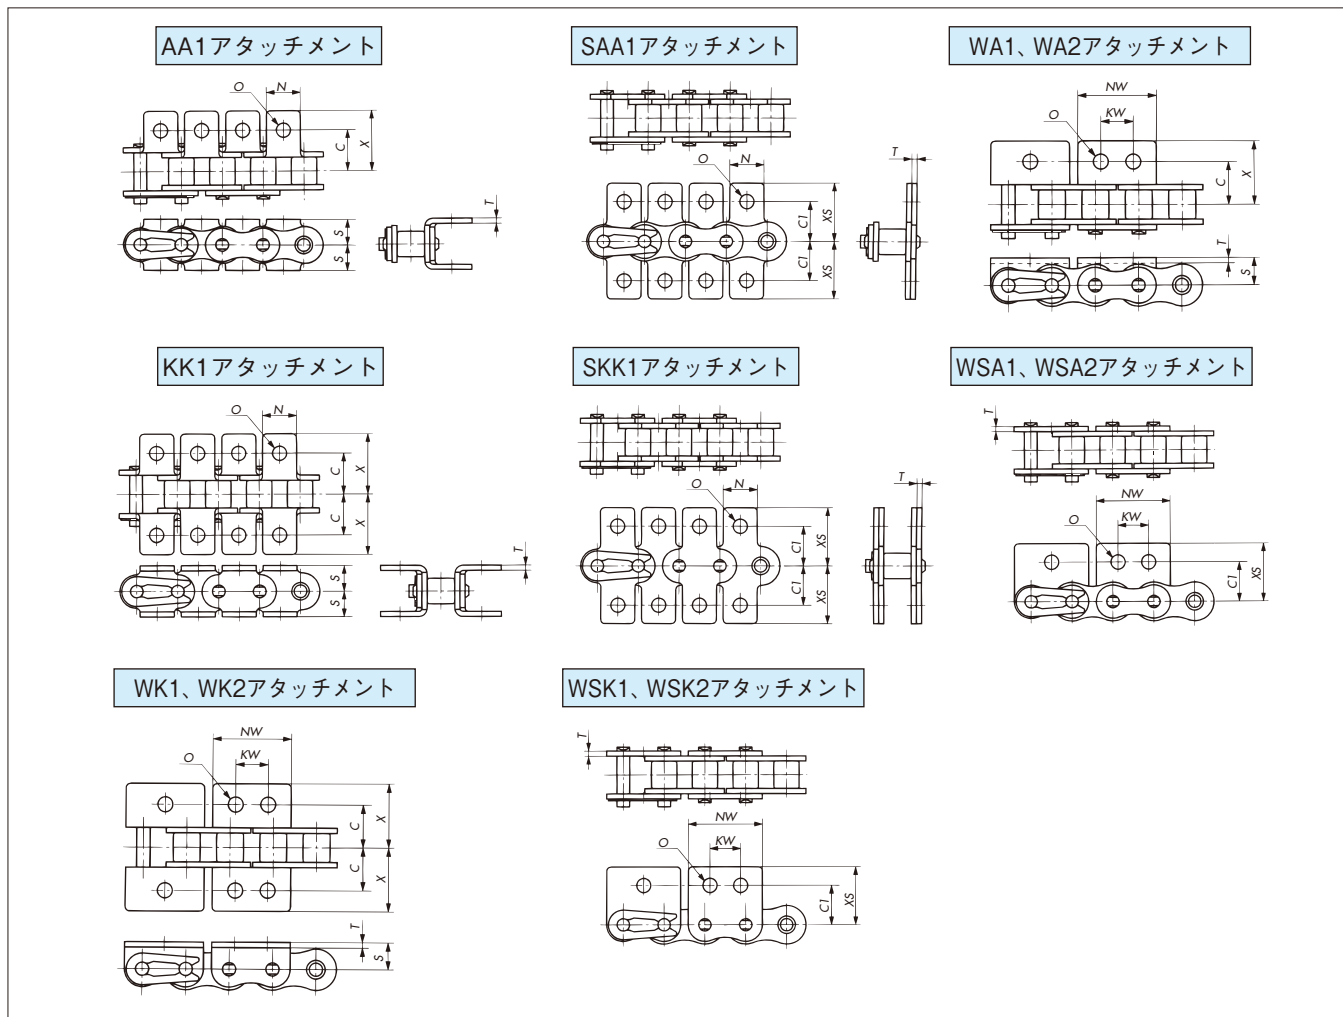 AA1アタッチメント
O
N
C
X
S
S
T
SAA1アタッチメント
O
N
C1
XS
C1
XS
T
WA1、WA2アタッチメント
NW
KW
O
C
X
T
S
KK1アタッチメント
O
N
C
X
C
X
S
S
T
SKK1アタッチメント
O
N
C1
XS
C1
XS
T
WSA1、WSA2アタッチメント
T
NW
KW
O
C1
XS
WK1、WK2アタッチメント
NW
KW
O
C
X
C
X
T
S
WSK1、WSK2アタッチメント
T
NW
KW
O
C1
XS